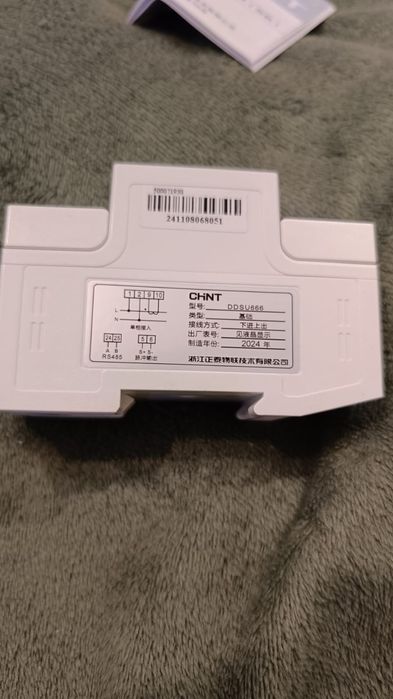 241108068051
CHNT
型号: DDSU666
类型: 基础
接线方式: 下进上出
出厂表号: 见液晶显示
制造年份: 2024 年
浙江正泰物联技术有限公司
1 2 9 10
L
N
单相接入
24 25
A B
RS485
5 6
S+ S-
脉冲输出